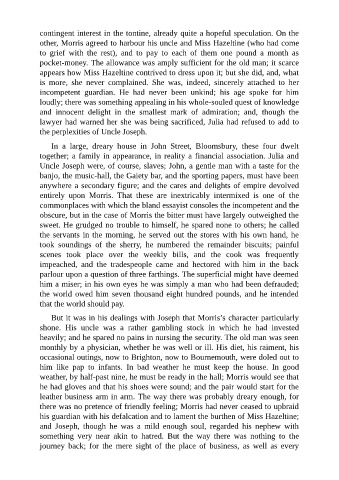 contingent interest in the tontine, already quite a hopeful speculation. On the
other, Morris agreed to harbour his uncle and Miss Hazeltine (who had come
to grief with the rest), and to pay to each of them one pound a month as
pocket-money. The allowance was amply sufficient for the old man; it scarce
appears how Miss Hazeltine contrived to dress upon it; but she did, and, what
is more, she never complained. She was, indeed, sincerely attached to her
incompetent guardian. He had never been unkind; his age spoke for him
loudly; there was something appealing in his whole-souled quest of knowledge
and innocent delight in the smallest mark of admiration; and, though the
lawyer had warned her she was being sacrificed, Julia had refused to add to
the perplexities of Uncle Joseph.
In a large, dreary house in John Street, Bloomsbury, these four dwelt
together; a family in appearance, in reality a financial association. Julia and
Uncle Joseph were, of course, slaves; John, a gentle man with a taste for the
banjo, the music-hall, the Gaiety bar, and the sporting papers, must have been
anywhere a secondary figure; and the cares and delights of empire devolved
entirely upon Morris. That these are inextricably intermixed is one of the
commonplaces with which the bland essayist consoles the incompetent and the
obscure, but in the case of Morris the bitter must have largely outweighed the
sweet. He grudged no trouble to himself, he spared none to others; he called
the servants in the morning, he served out the stores with his own hand, he
took soundings of the sherry, he numbered the remainder biscuits; painful
scenes took place over the weekly bills, and the cook was frequently
impeached, and the tradespeople came and hectored with him in the back
parlour upon a question of three farthings. The superficial might have deemed
him a miser; in his own eyes he was simply a man who had been defrauded;
the world owed him seven thousand eight hundred pounds, and he intended
that the world should pay.
But it was in his dealings with Joseph that Morris's character particularly
shone. His uncle was a rather gambling stock in which he had invested
heavily; and he spared no pains in nursing the security. The old man was seen
monthly by a physician, whether he was well or ill. His diet, his raiment, his
occasional outings, now to Brighton, now to Bournemouth, were doled out to
him like pap to infants. In bad weather he must keep the house. In good
weather, by half-past nine, he must be ready in the hall; Morris would see that
he had gloves and that his shoes were sound; and the pair would start for the
leather business arm in arm. The way there was probably dreary enough, for
there was no pretence of friendly feeling; Morris had never ceased to upbraid
his guardian with his defalcation and to lament the burthen of Miss Hazeltine;
and Joseph, though he was a mild enough soul, regarded his nephew with
something very near akin to hatred. But the way there was nothing to the
journey back; for the mere sight of the place of business, as well as every